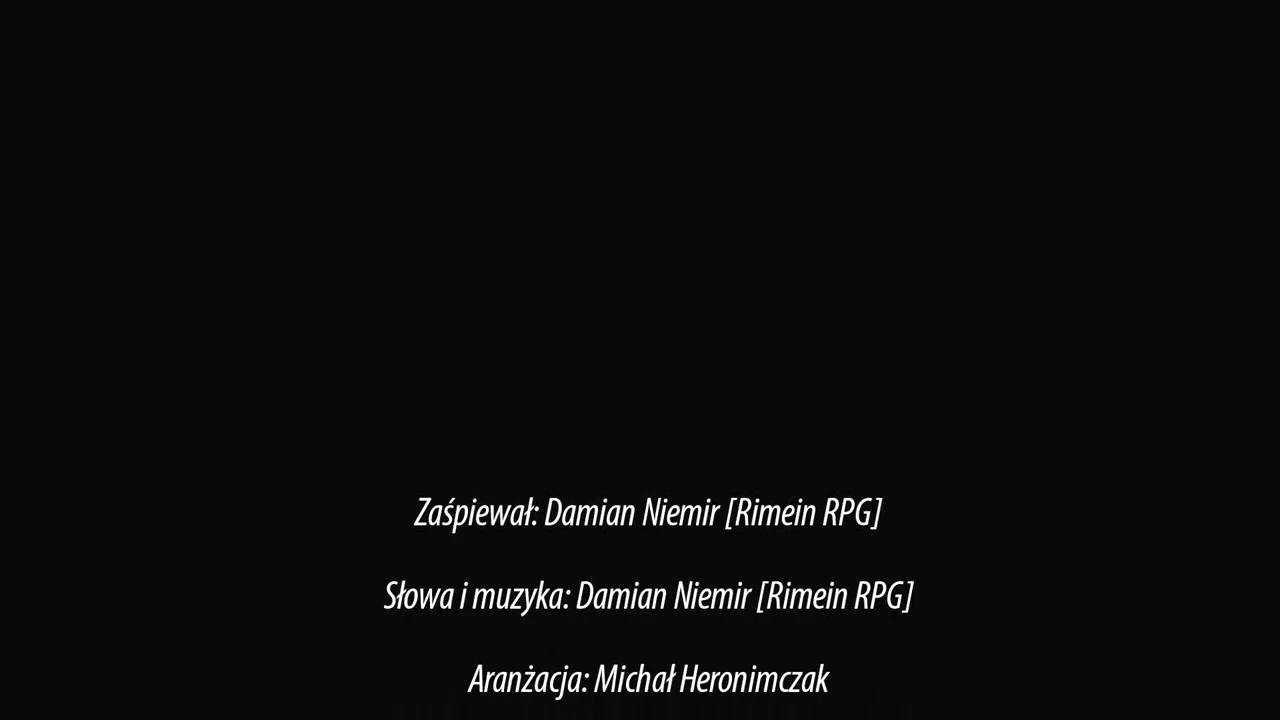 Zaśpiewał: Damian Niemir [Rimein RPG]
Słowa i muzyka: Damian Niemir [Rimein RPG]
Aranżacja: Michał Heronimczak